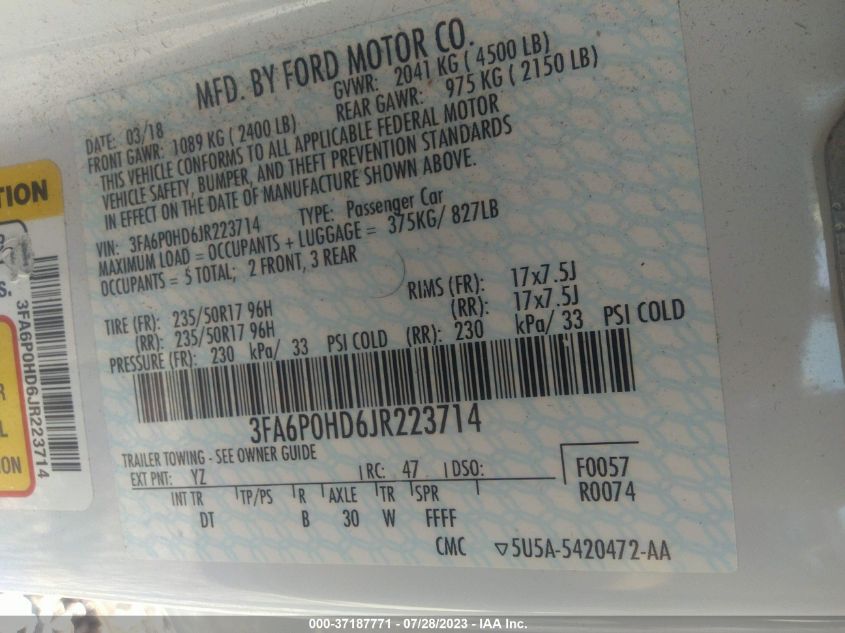 MFD. BY FORD MOTOR CO.
DATE: 03/18 GVWR: 2041 KG ( 4500 LB)
FRONT GAWR: 1089 KG ( 2400 LB) REAR GAWR: 975 KG ( 2150 LB)
THIS VEHICLE CONFORMS TO ALL APPLICABLE FEDERAL MOTOR
VEHICLE SAFETY, BUMPER, AND THEFT PREVENTION STANDARDS
IN EFFECT ON THE DATE OF MANUFACTURE SHOWN ABOVE.
VIN: 3FA6P0HD6JR223714 TYPE: Passenger Car
MAXIMUM LOAD = OCCUPANTS + LUGGAGE = 375KG/ 827LB
OCCUPANTS = 5 TOTAL; 2 FRONT, 3 REAR
TIRE (FR): 235/50R17 96H RIMS (FR): 17x7.5J
(RR): 235/50R17 96H (RR): 17x7.5J
PRESSURE (FR): 230 kPa/ 33 PSI COLD (RR): 230 kPa/ 33 PSI COLD
3FA6P0HD6JR223714
TRAILER TOWING - SEE OWNER GUIDE
EXT PNT: YZ RC: 47 DSO: F0057
INT TR TP/PS R AXLE TR SPR R0074
DT B 30 W FFFF
CMC ▽5U5A-5420472-AA
TION
S.
3FA6P0HD6JR223714
R
AL
ION
000-37187771 - 07/28/2023 - IAA Inc.